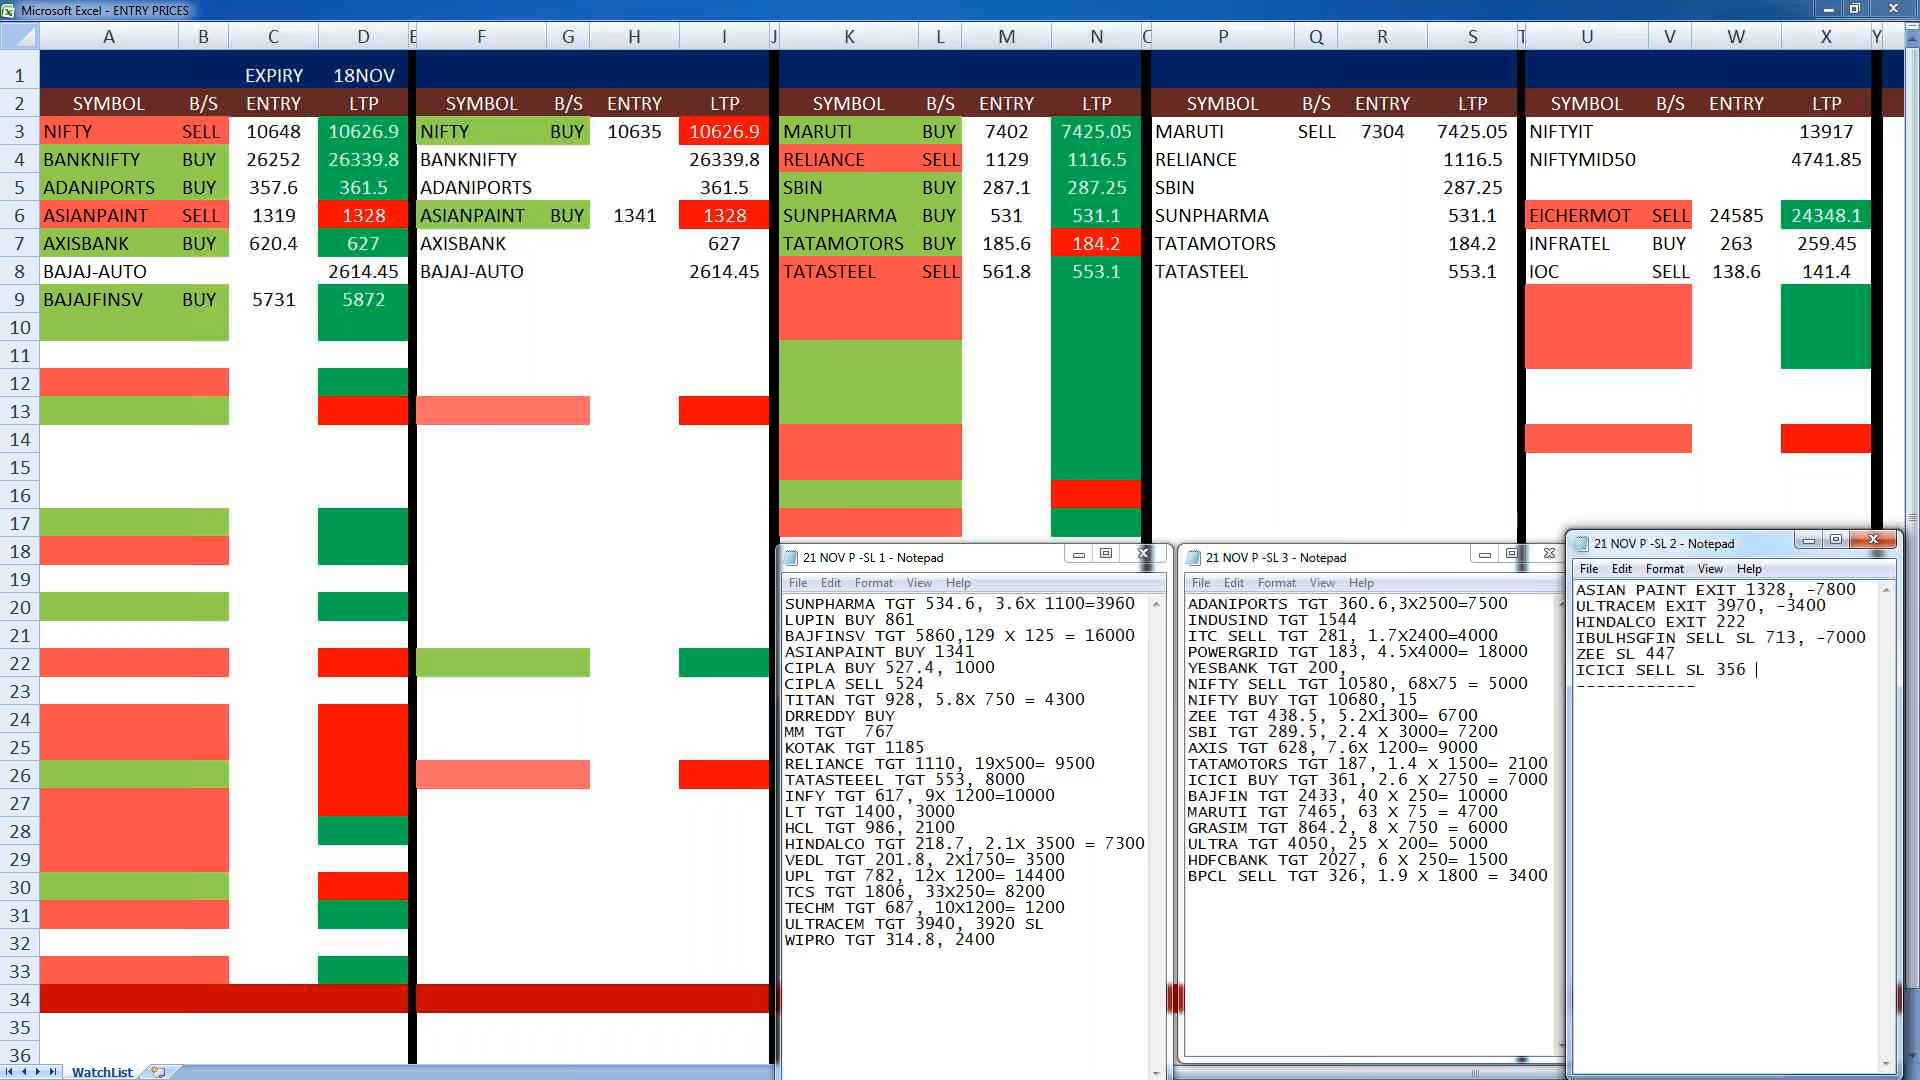 Microsoft Excel - ENTRY PRICES
A B C D E F G H I J K L M N O P Q R S T U V W X Y
1 EXPIRY 18NOV
2 SYMBOL B/S ENTRY LTP SYMBOL B/S ENTRY LTP SYMBOL B/S ENTRY LTP SYMBOL B/S ENTRY LTP SYMBOL B/S ENTRY LTP
3 NIFTY SELL 10648 10626.9 NIFTY BUY 10635 10626.9 MARUTI BUY 7402 7425.05 MARUTI SELL 7304 7425.05 NIFTYIT 13917
4 BANKNIFTY BUY 26252 26339.8 BANKNIFTY 26339.8 RELIANCE SELL 1129 1116.5 RELIANCE 1116.5 NIFTYMID50 4741.85
5 ADANIPORTS BUY 357.6 361.5 ADANIPORTS 361.5 SBIN BUY 287.1 287.25 SBIN 287.25
6 ASIANPAINT SELL 1319 1328 ASIANPAINT BUY 1341 1328 SUNPHARMA BUY 531 531.1 SUNPHARMA 531.1 EICHERMOT SELL 24585 24348.1
7 AXISBANK BUY 620.4 627 AXISBANK 627 TATAMOTORS BUY 185.6 184.2 TATAMOTORS 184.2 INFRATEL BUY 263 259.45
8 BAJAJ-AUTO 2614.45 BAJAJ-AUTO 2614.45 TATASTEEL SELL 561.8 553.1 TATASTEEL 553.1 IOC SELL 138.6 141.4
9 BAJAJFINSV BUY 5731 5872
10
11
12
13
14
15
16
17
18
19
20
21
22
23
24
25
26
27
28
29
30
31
32
33
34
35
36
WatchList
21 NOV P -SL 1 - Notepad
File Edit Format View Help
SUNPHARMA TGT 534.6, 3.6X 1100=3960
LUPIN BUY 861
BAJFINSV TGT 5860,129 X 125 = 16000
ASIANPAINT BUY 1341
CIPLA BUY 527.4, 1000
CIPLA SELL 524
TITAN TGT 928, 5.8X 750 = 4300
DRREDDY BUY
MM TGT  767
KOTAK TGT 1185
RELIANCE TGT 1110, 19X500= 9500
TATASTEEEL TGT 553, 8000
INFY TGT 617, 9X 1200=10000
LT TGT 1400, 3000
HCL TGT 986, 2100
HINDALCO TGT 218.7, 2.1X 3500 = 7300
VEDL TGT 201.8, 2X1750= 3500
UPL TGT 782, 12X 1200= 14400
TCS TGT 1806, 33X250= 8200
TECHM TGT 687, 10X1200= 1200
ULTRACEM TGT 3940, 3920 SL
WIPRO TGT 314.8, 2400
21 NOV P -SL 3 - Notepad
File Edit Format View Help
ADANIPORTS TGT 360.6,3X2500=7500
INDUSIND TGT 1544
ITC SELL TGT 281, 1.7X2400=4000
POWERGRID TGT 183, 4.5X4000= 18000
YESBANK TGT 200,
NIFTY SELL TGT 10580, 68X75 = 5000
NIFTY BUY TGT 10680, 15
ZEE TGT 438.5, 5.2X1300= 6700
SBI TGT 289.5, 2.4 X 3000= 7200
AXIS TGT 628, 7.6X 1200= 9000
TATAMOTORS TGT 187, 1.4 X 1500= 2100
ICICI BUY TGT 361, 2.6 X 2750 = 7000
BAJFIN TGT 2433, 40 X 250= 10000
MARUTI TGT 7465, 63 X 75 = 4700
GRASIM TGT 864.2, 8 X 750 = 6000
ULTRA TGT 4050, 25 X 200= 5000
HDFCBANK TGT 2027, 6 X 250= 1500
BPCL SELL TGT 326, 1.9 X 1800 = 3400
21 NOV P -SL 2 - Notepad
File Edit Format View Help
ASIAN PAINT EXIT 1328, -7800
ULTRACEM EXIT 3970, -3400
HINDALCO EXIT 222
IBULHSGFIN SELL SL 713, -7000
ZEE SL 447
ICICI SELL SL 356
------------